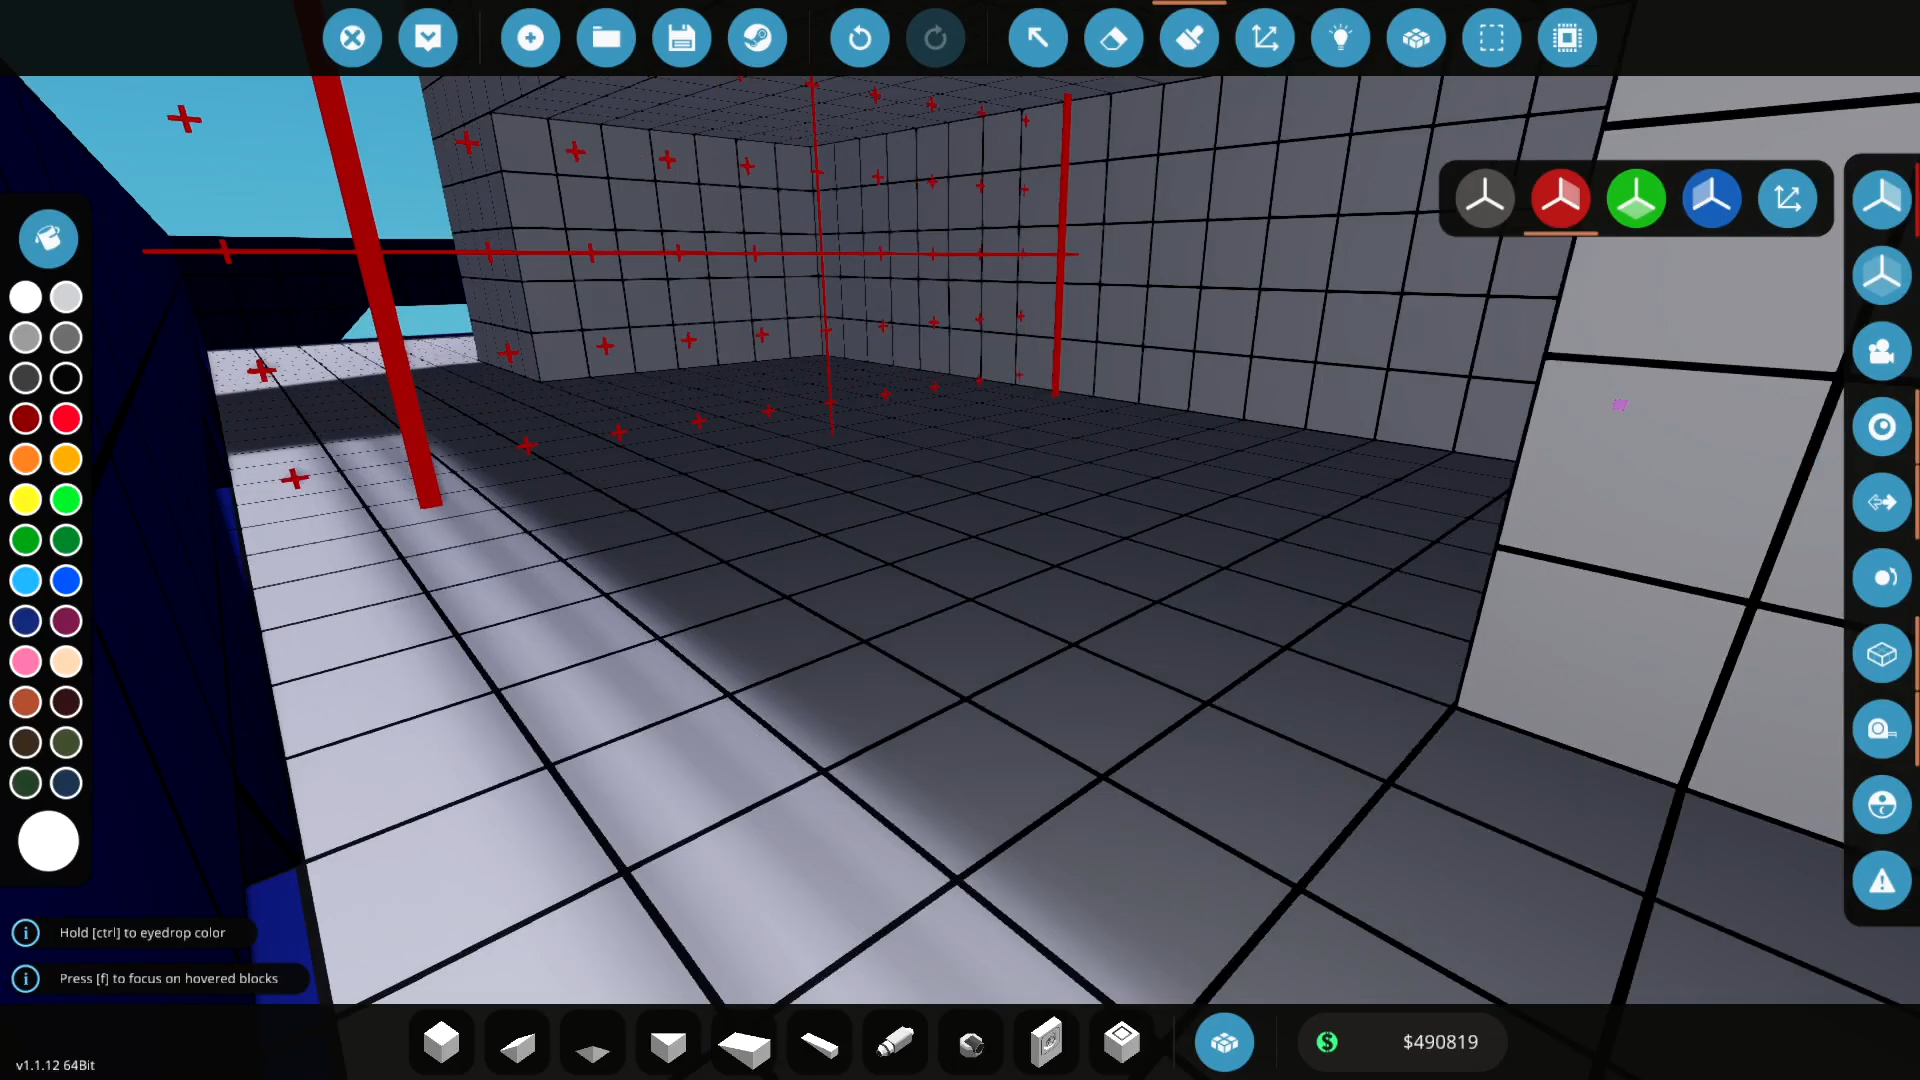 Hold [ctrl] to eyedrop color
Press [f] to focus on hovered blocks
$490819
v1.1.12 64Bit